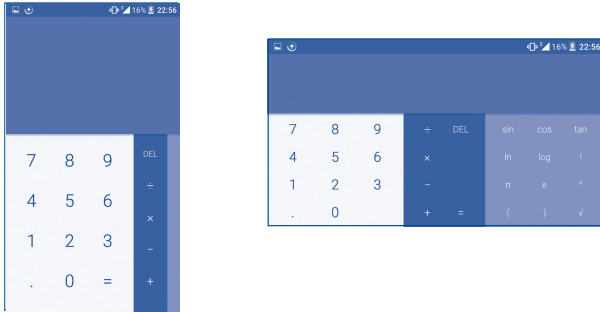 16% 22:56
DEL
7 8 9
÷
4 5 6
×
1 2 3
−
. 0 =
+
E 16% 22:56
7 8 9 ÷ DEL sin cos tan
4 5 6 × ln log !
1 2 3 − π e ^
. 0 + = ( ) √